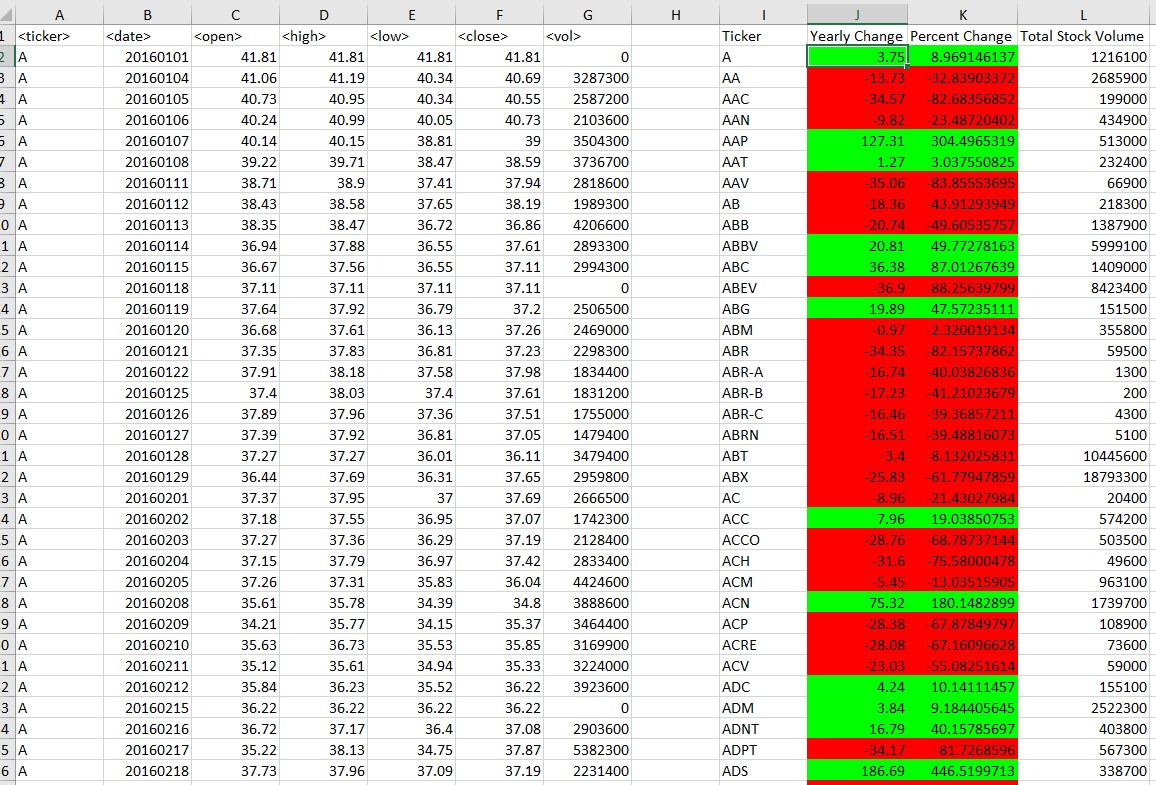 A B C D E F G H I J K L
1 <ticker> <date> <open> <high> <low> <close> <vol> Ticker Yearly Change Percent Change Total Stock Volume
2 A 20160101 41.81 41.81 41.81 41.81 0 A 3.75 8.969146137 1216100
3 A 20160104 41.06 41.19 40.34 40.69 3287300 AA -13.73 -32.83903372 2685900
4 A 20160105 40.73 40.95 40.34 40.55 2587200 AAC -34.57 -82.68356852 199000
5 A 20160106 40.24 40.99 40.05 40.73 2103600 AAN -9.82 -23.48720402 434900
6 A 20160107 40.14 40.15 38.81 39 3504300 AAP 127.31 304.4965319 513000
7 A 20160108 39.22 39.71 38.47 38.59 3736700 AAT 1.27 3.037550825 232400
8 A 20160111 38.71 38.9 37.41 37.94 2818600 AAV -35.06 -83.85553695 66900
9 A 20160112 38.43 38.58 37.65 38.19 1989300 AB -18.36 -43.91293949 218300
0 A 20160113 38.35 38.47 36.72 36.86 4206600 ABB -20.74 -49.60535757 1387900
1 A 20160114 36.94 37.88 36.55 37.61 2893300 ABBV 20.81 49.77278163 5999100
2 A 20160115 36.67 37.56 36.55 37.11 2994300 ABC 36.38 87.01267639 1409000
3 A 20160118 37.11 37.11 37.11 37.11 0 ABEV -36.9 -88.25639799 8423400
4 A 20160119 37.64 37.92 36.79 37.2 2506500 ABG 19.89 47.57235111 151500
5 A 20160120 36.68 37.61 36.13 37.26 2469000 ABM -0.97 -2.320019134 355800
6 A 20160121 37.35 37.83 36.81 37.23 2298300 ABR -34.35 -82.15737862 59500
7 A 20160122 37.91 38.18 37.58 37.98 1834400 ABR-A -16.74 -40.03826836 1300
8 A 20160125 37.4 38.03 37.4 37.61 1831200 ABR-B -17.23 -41.21023679 200
9 A 20160126 37.89 37.96 37.36 37.51 1755000 ABR-C -16.46 -39.36857211 4300
0 A 20160127 37.39 37.92 36.81 37.05 1479400 ABRN -16.51 -39.48816073 5100
1 A 20160128 37.27 37.27 36.01 36.11 3479400 ABT -3.4 -8.132025831 10445600
2 A 20160129 36.44 37.69 36.31 37.65 2959800 ABX -25.83 -61.77947859 18793300
3 A 20160201 37.37 37.95 37 37.69 2666500 AC -8.96 -21.43027984 20400
4 A 20160202 37.18 37.55 36.95 37.07 1742300 ACC 7.96 19.03850753 574200
5 A 20160203 37.27 37.36 36.29 37.19 2128400 ACCO -28.76 -68.78737144 503500
6 A 20160204 37.15 37.79 36.97 37.42 2833400 ACH -31.6 -75.58000478 49600
7 A 20160205 37.26 37.31 35.83 36.04 4424600 ACM -5.45 -13.03515905 963100
8 A 20160208 35.61 35.78 34.39 34.8 3888600 ACN 75.32 180.1482899 1739700
9 A 20160209 34.21 35.77 34.15 35.37 3464400 ACP -28.38 -67.87849797 108900
0 A 20160210 35.63 36.73 35.53 35.85 3169900 ACRE -28.08 -67.16096628 73600
1 A 20160211 35.12 35.61 34.94 35.33 3224000 ACV -23.03 -55.08251614 59000
2 A 20160212 35.84 36.23 35.52 36.22 3923600 ADC 4.24 10.14111457 155100
3 A 20160215 36.22 36.22 36.22 36.22 0 ADM 3.84 9.184405645 2522300
4 A 20160216 36.72 37.17 36.4 37.08 2903600 ADNT 16.79 40.15785697 403800
5 A 20160217 35.22 38.13 34.75 37.87 5382300 ADPT -34.17 -81.7268596 567300
6 A 20160218 37.73 37.96 37.09 37.19 2231400 ADS 186.69 446.5199713 338700